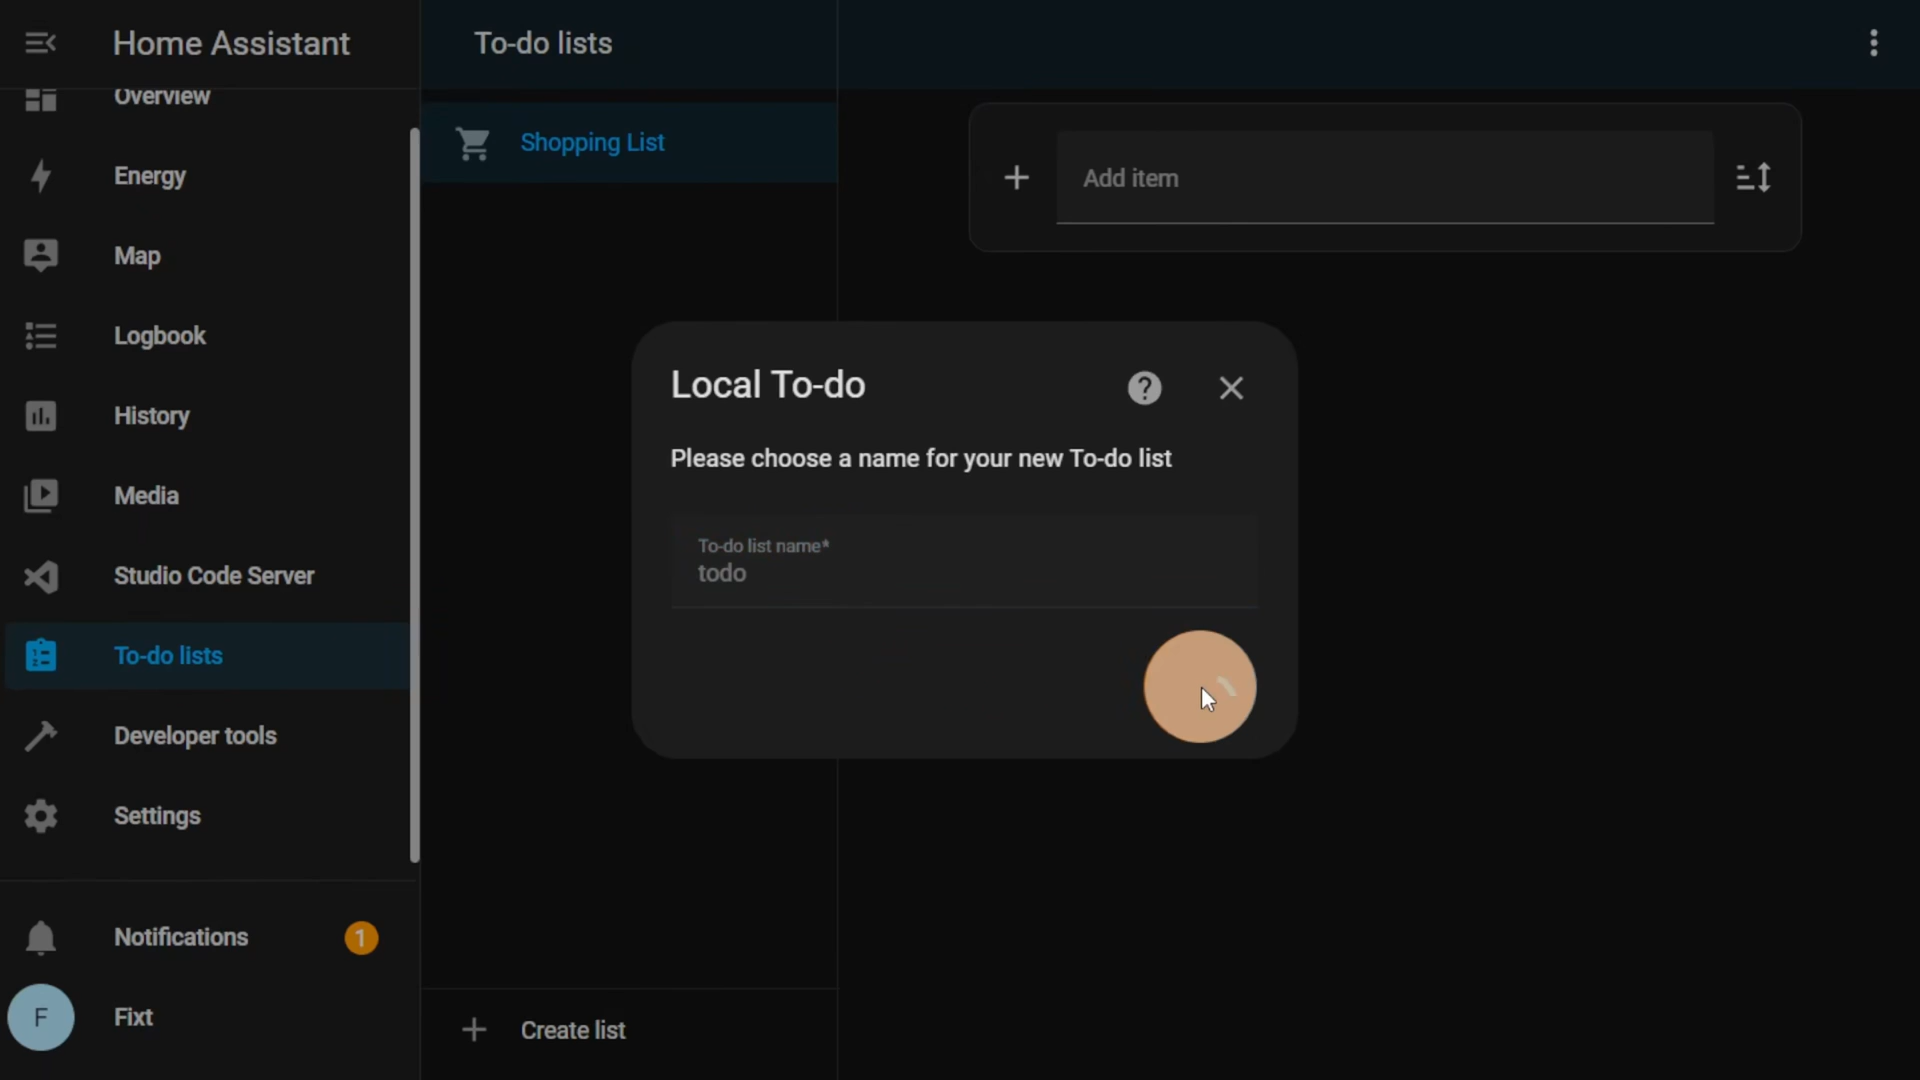 Home Assistant
Overview
Energy
Map
Logbook
History
Media
Studio Code Server
To-do lists
Developer tools
Settings
Notifications 1
F Fixt
To-do lists
Shopping List
Create list
Add item
Local To-do
Please choose a name for your new To-do list
To-do list name*
todo